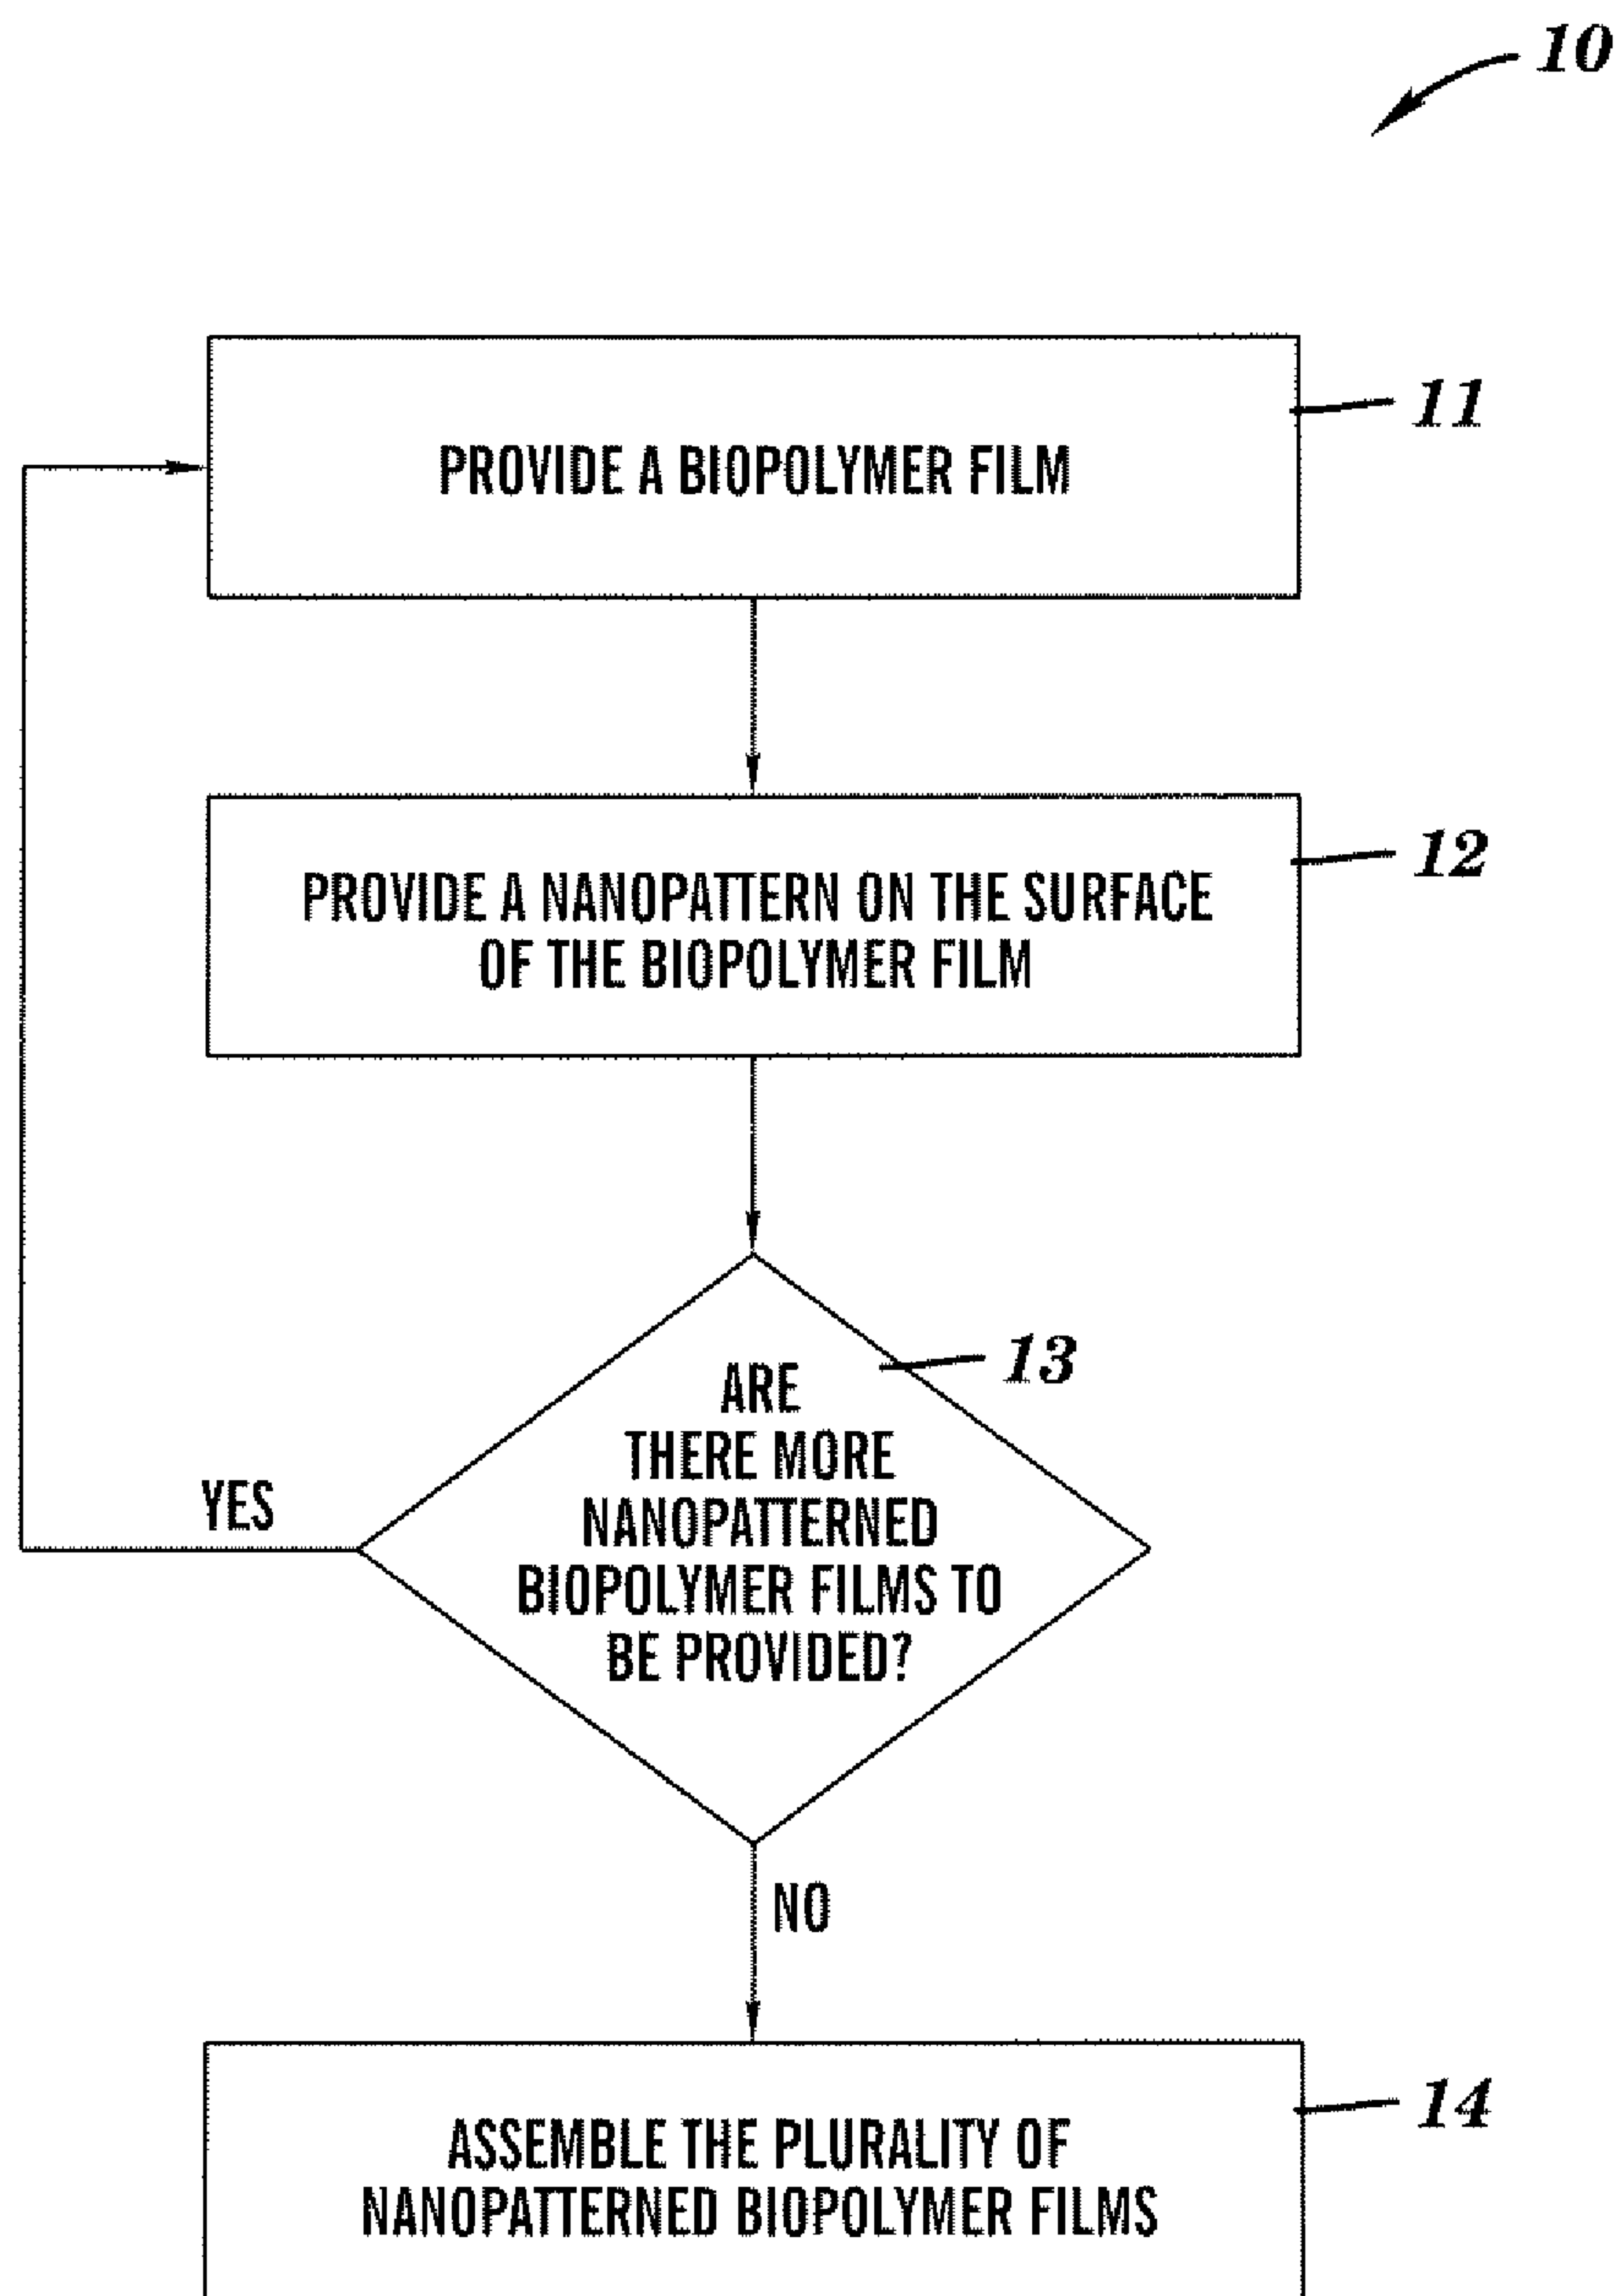 10
PROVIDE A BIOPOLYMER FILM
11
PROVIDE A NANOPATTERN ON THE SURFACE
OF THE BIOPOLYMER FILM
12
ARE
THERE MORE
NANOPATTERNED
BIOPOLYMER FILMS TO
BE PROVIDED?
13
YES
NO
ASSEMBLE THE PLURALITY OF
NANOPATTERNED BIOPOLYMER FILMS
14